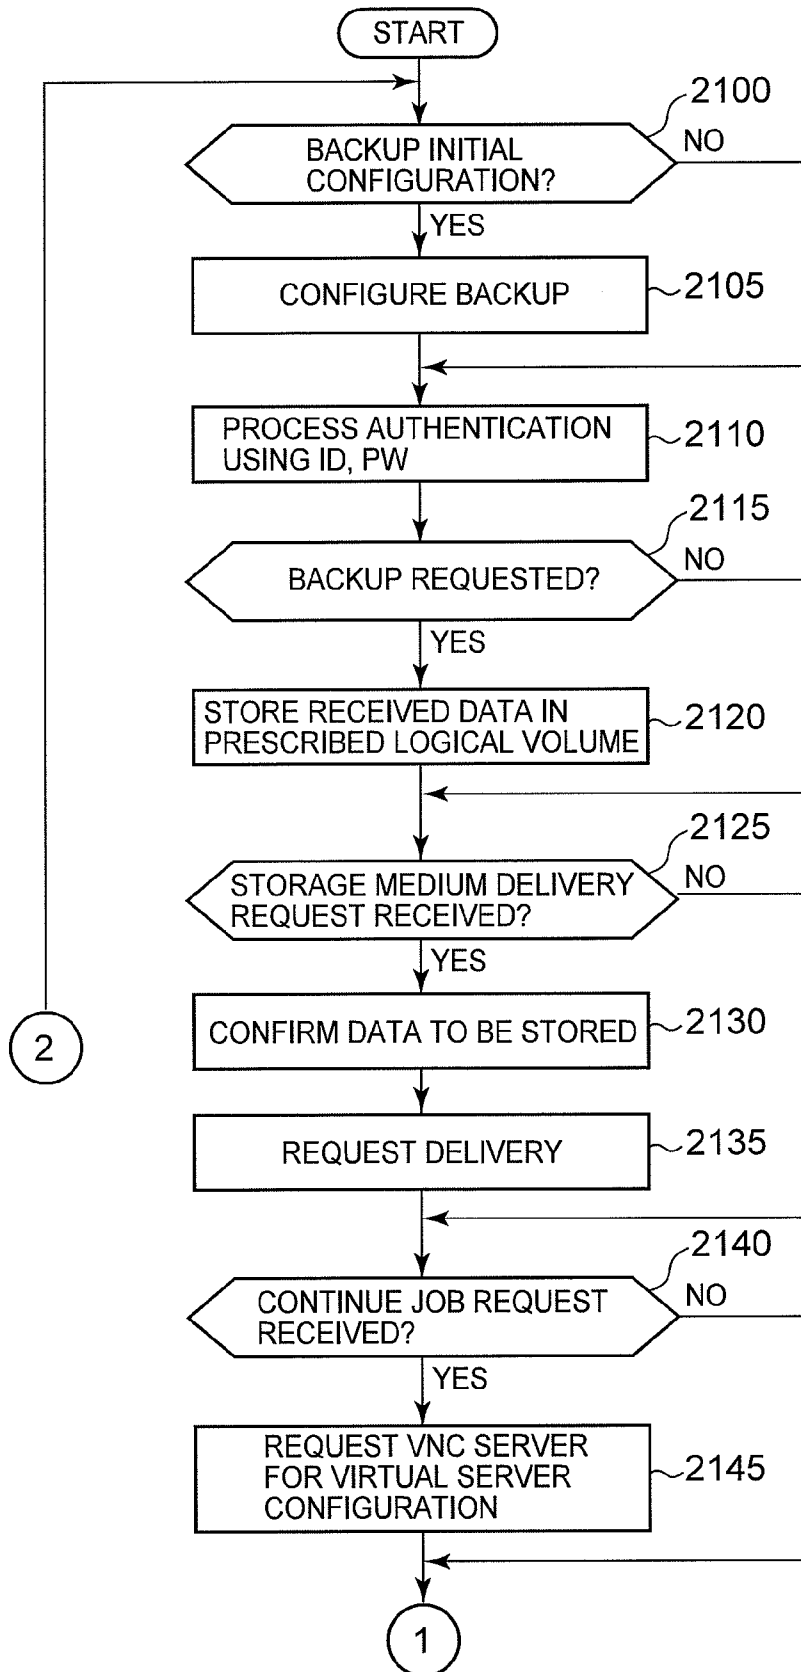 START
2100
BACKUP INITIAL
CONFIGURATION?
NO
YES
CONFIGURE BACKUP
2105
PROCESS AUTHENTICATION
USING ID, PW
2110
2115
BACKUP REQUESTED?
NO
YES
STORE RECEIVED DATA IN
PRESCRIBED LOGICAL VOLUME
2120
2125
STORAGE MEDIUM DELIVERY
REQUEST RECEIVED?
NO
YES
2
CONFIRM DATA TO BE STORED
2130
REQUEST DELIVERY
2135
2140
CONTINUE JOB REQUEST
RECEIVED?
NO
YES
REQUEST VNC SERVER
FOR VIRTUAL SERVER
CONFIGURATION
2145
1